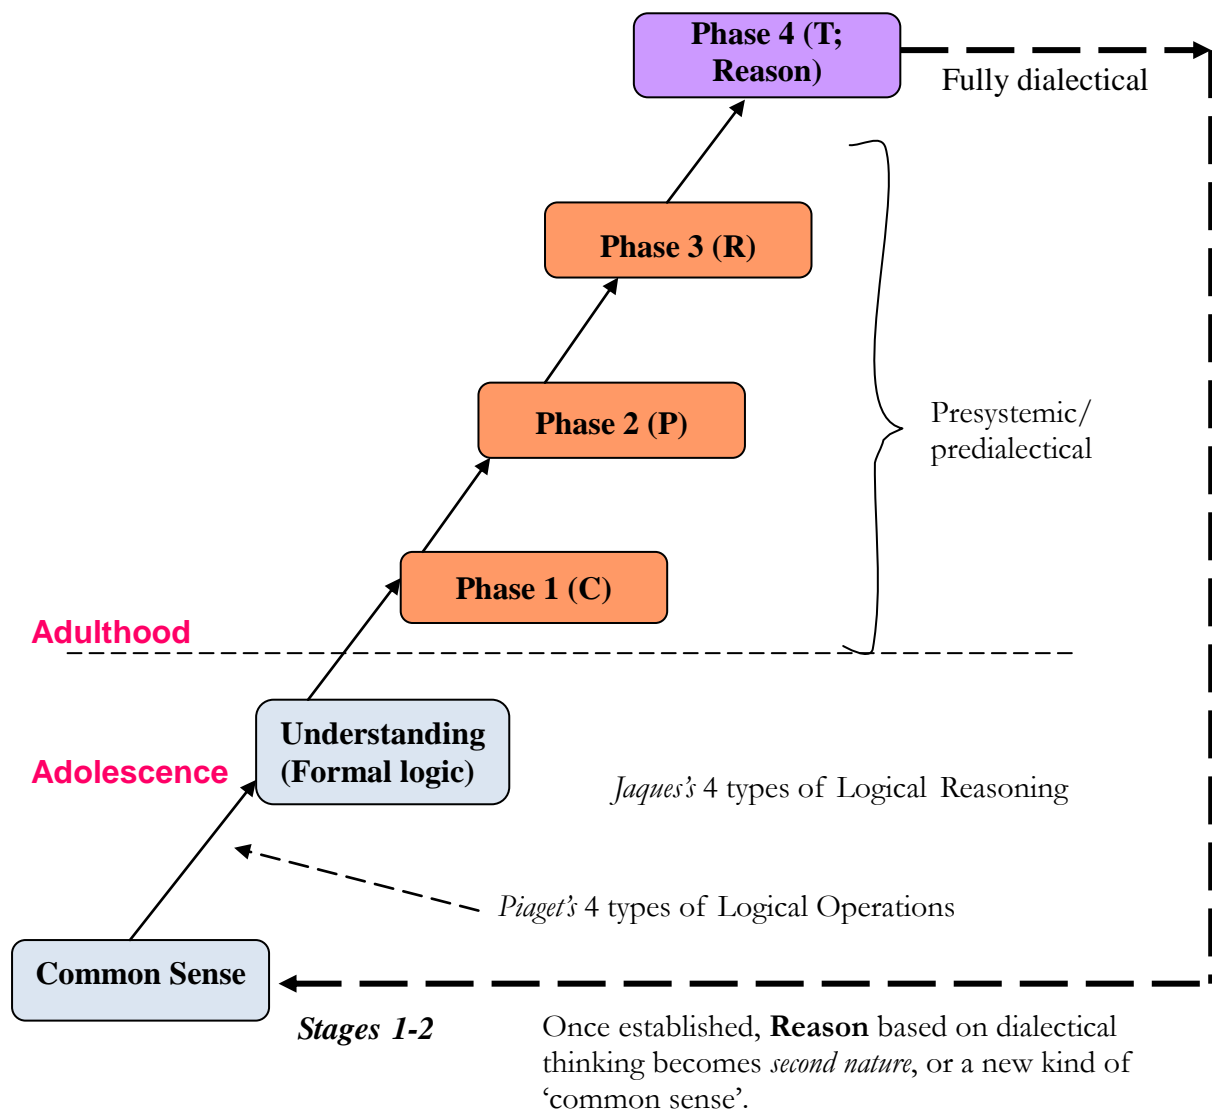 Phase 4 (T;
Reason)
Fully dialectical
Phase 3 (R)
Presystemic/
predialectical
Phase 2 (P)
Phase 1 (C)
Adulthood
Understanding
(Formal logic)
Adolescence
Jaques’s 4 types of Logical Reasoning
Piaget’s 4 types of Logical Operations
Common Sense
Stages 1-2
Once established, Reason based on dialectical
thinking becomes second nature, or a new kind of
‘common sense’.